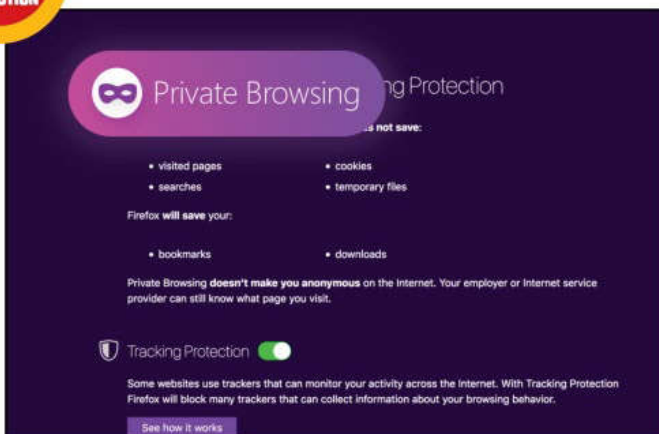 Private Browsing
ng Protection
s not save:
• visited pages
• cookies
• searches
• temporary files
Firefox will save your:
• bookmarks
• downloads
Private Browsing doesn't make you anonymous on the Internet. Your employer or Internet service
provider can still know what page you visit.
Tracking Protection
Some websites use trackers that can monitor your activity across the Internet. With Tracking Protection
Firefox will block many trackers that can collect information about your browsing behavior.
See how it works